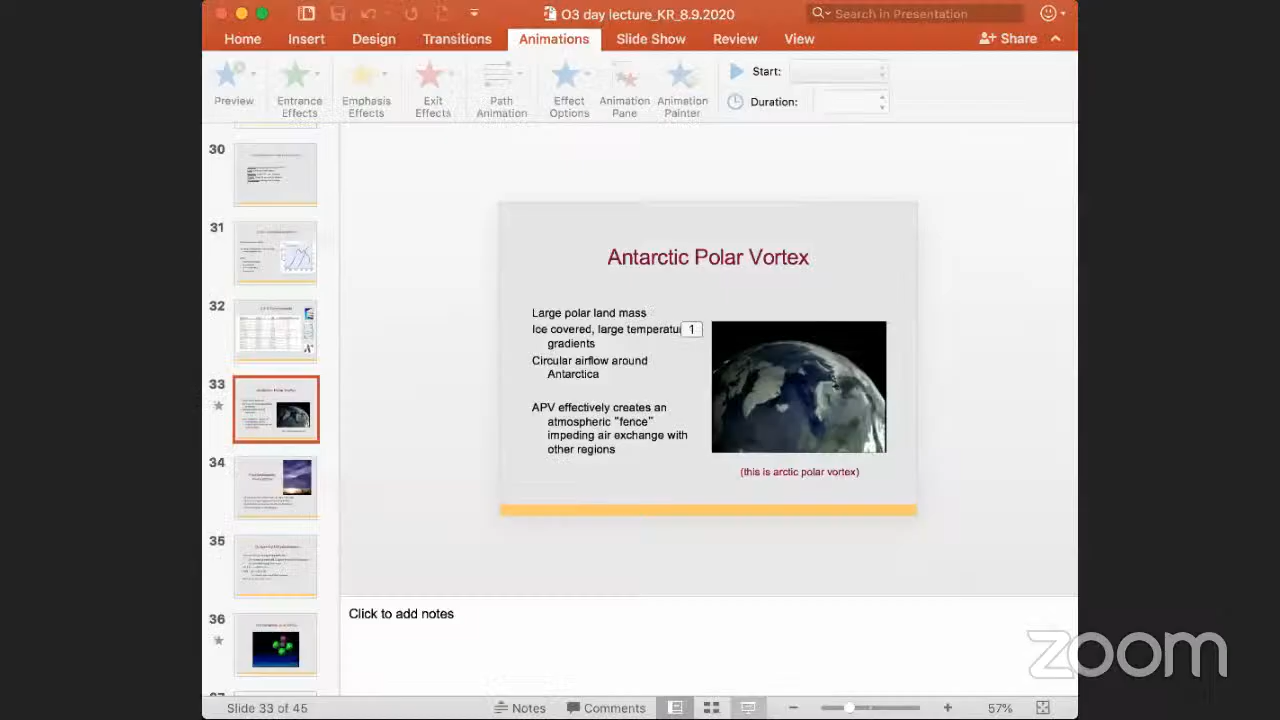 O3 day lecture_KR_8.9.2020
Search in Presentation
Home Insert Design Transitions Animations Slide Show Review View Share
Preview
Entrance Effects
Emphasis Effects
Exit Effects
Path Animation
Effect Options
Animation Pane
Animation Painter
Start:
Duration:
30
31
32
33
34
35
36
Antarctic Polar Vortex
Large polar land mass
Ice covered, large temperatu
1
gradients
Circular airflow around
Antarctica
APV effectively creates an
atmospheric "fence"
impeding air exchange with
other regions
(this is arctic polar vortex)
Click to add notes
zoom
Slide 33 of 45
Notes Comments
57%